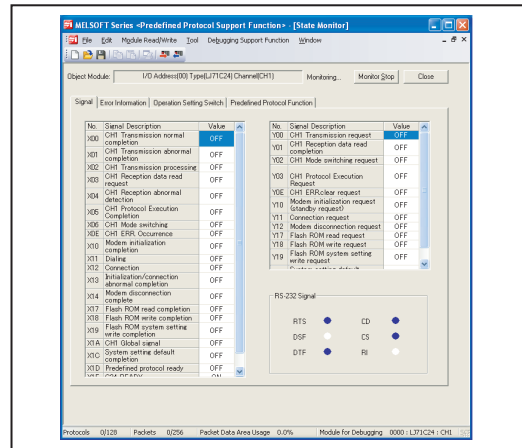 MELSOFT Series <Predefined Protocol Support Function> - [State Monitor]
File Edit Module Read/Write Tool Debugging Support Function Window
Object Module: I/O Address(00) Type(LJ71C24) Channel(CH1) Monitoring... Monitor Stop Close
Signal Error Information Operation Setting Switch Predefined Protocol Function
No. Signal Description Value
X00 CH1 Transmission normal completion OFF
X01 CH1 Transmission abnormal completion OFF
X02 CH1 Transmission processing OFF
X03 CH1 Reception data read request OFF
X04 CH1 Reception abnormal detection OFF
X05 CH1 Protocol Execution Completion OFF
X06 CH1 Mode switching OFF
X0E CH1 ERR. Occurrence OFF
X10 Modem initialization completion OFF
X11 Dialing OFF
X12 Connection OFF
X13 Initialization/connection abnormal completion OFF
X14 Modem disconnection complete OFF
X17 Flash ROM read completion OFF
X18 Flash ROM write completion OFF
X19 Flash ROM system setting write completion OFF
X1A CH1 Global signal OFF
X1C System setting default completion OFF
X1D Predefined protocol ready OFF
X1E C24 READY ON
No. Signal Description Value
Y00 CH1 Transmission request OFF
Y01 CH1 Reception data read completion OFF
Y02 CH1 Mode switching request OFF
Y03 CH1 Protocol Execution Request OFF
Y0E CH1 ERR.clear request OFF
Y10 Modem initialization request (standby request) OFF
Y11 Connection request OFF
Y12 Modem disconnection request OFF
Y17 Flash ROM read request OFF
Y18 Flash ROM write request OFF
Y19 Flash ROM system setting write request OFF
System setting default
RS-232 Signal
RTS CD
DSF CS
DTF RI
Protocols 0/128 Packets 0/256 Packet Data Area Usage 0.0% Module for Debugging 0000 : LJ71C24 : CH1